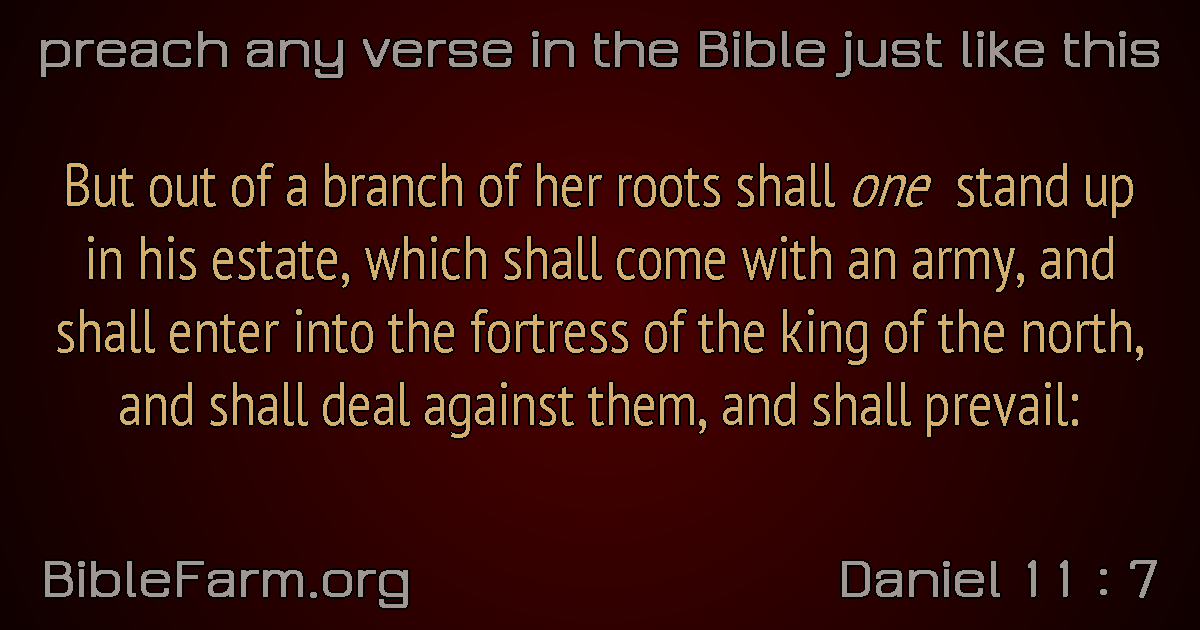 preach any verse in the Bible just like this
But out of a branch of her roots shall one stand up
in his estate, which shall come with an army, and
shall enter into the fortress of the king of the north,
and shall deal against them, and shall prevail:
BibleFarm.org
Daniel 11 : 7